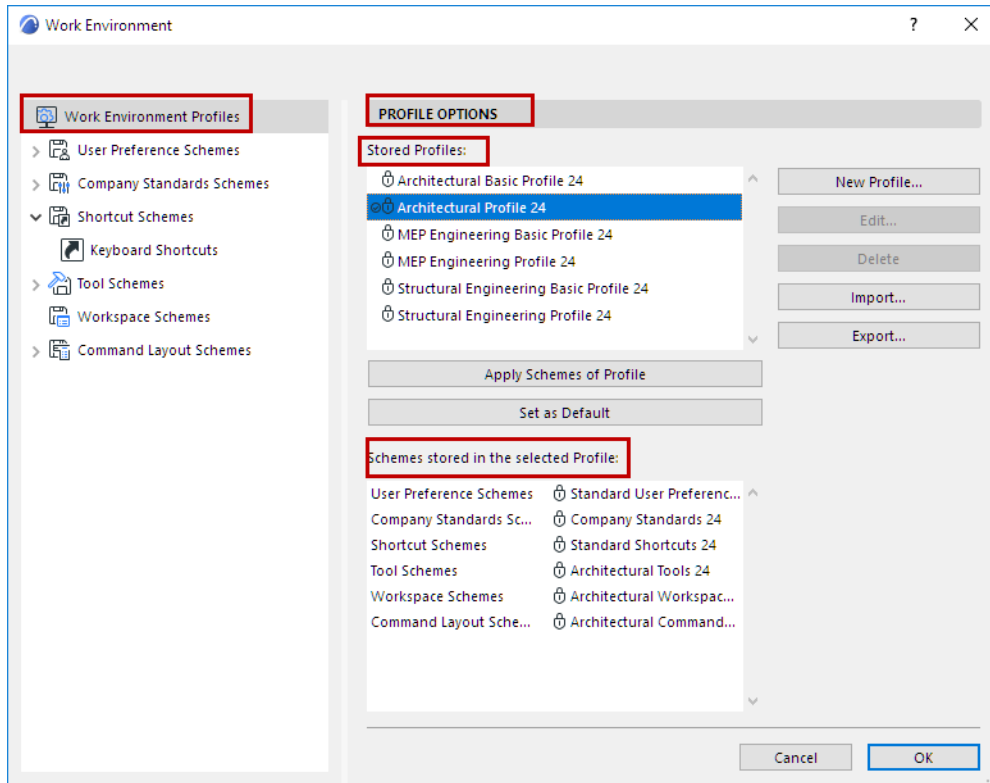 Work Environment
?
Work Environment Profiles
User Preference Schemes
Company Standards Schemes
Shortcut Schemes
Keyboard Shortcuts
Tool Schemes
Workspace Schemes
Command Layout Schemes
PROFILE OPTIONS
Stored Profiles:
Architectural Basic Profile 24
Architectural Profile 24
MEP Engineering Basic Profile 24
MEP Engineering Profile 24
Structural Engineering Basic Profile 24
Structural Engineering Profile 24
New Profile...
Edit...
Delete
Import...
Export...
Apply Schemes of Profile
Set as Default
Schemes stored in the selected Profile:
User Preference Schemes Standard User Preferenc...
Company Standards Sc... Company Standards 24
Shortcut Schemes Standard Shortcuts 24
Tool Schemes Architectural Tools 24
Workspace Schemes Architectural Workspac...
Command Layout Sche... Architectural Command...
Cancel OK